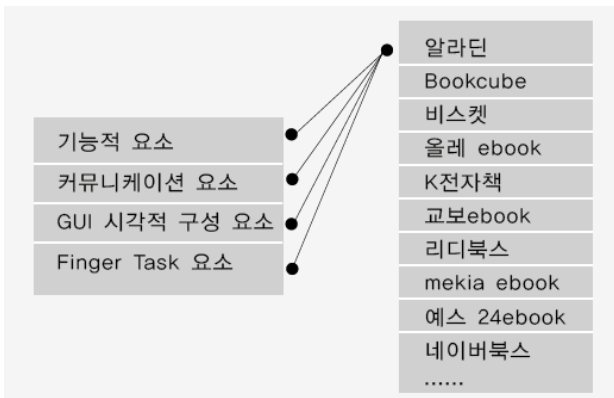 기능적 요소
커뮤니케이션 요소
GUI 시각적 구성 요소
Finger Task 요소
알라딘
Bookcube
비스켓
올레 ebook
K전자책
교보ebook
리디북스
mekia ebook
예스 24ebook
네이버북스
......